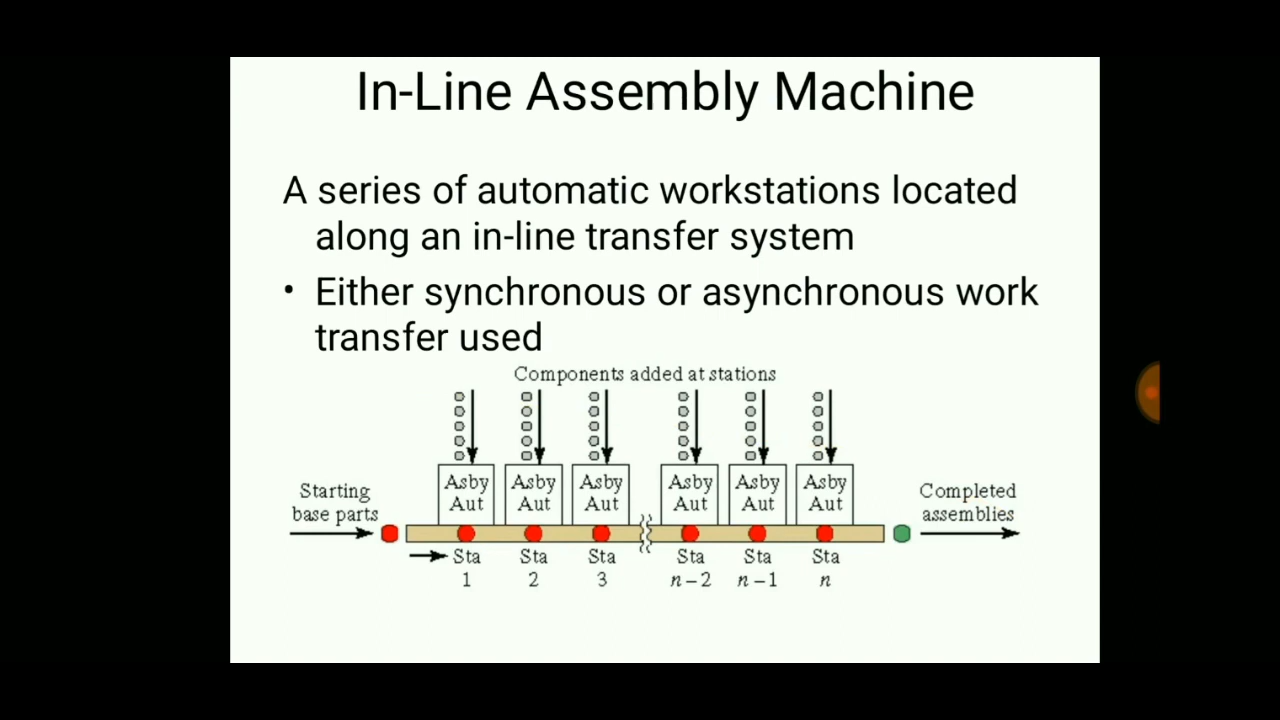 In-Line Assembly Machine
A series of automatic workstations located
along an in-line transfer system
• Either synchronous or asynchronous work
transfer used
Components added at stations
Asby Asby Asby Asby Asby Asby
Aut Aut Aut Aut Aut Aut
Starting
base parts
Completed
assemblies
Sta Sta Sta Sta Sta Sta
1 2 3 n–2 n–1 n